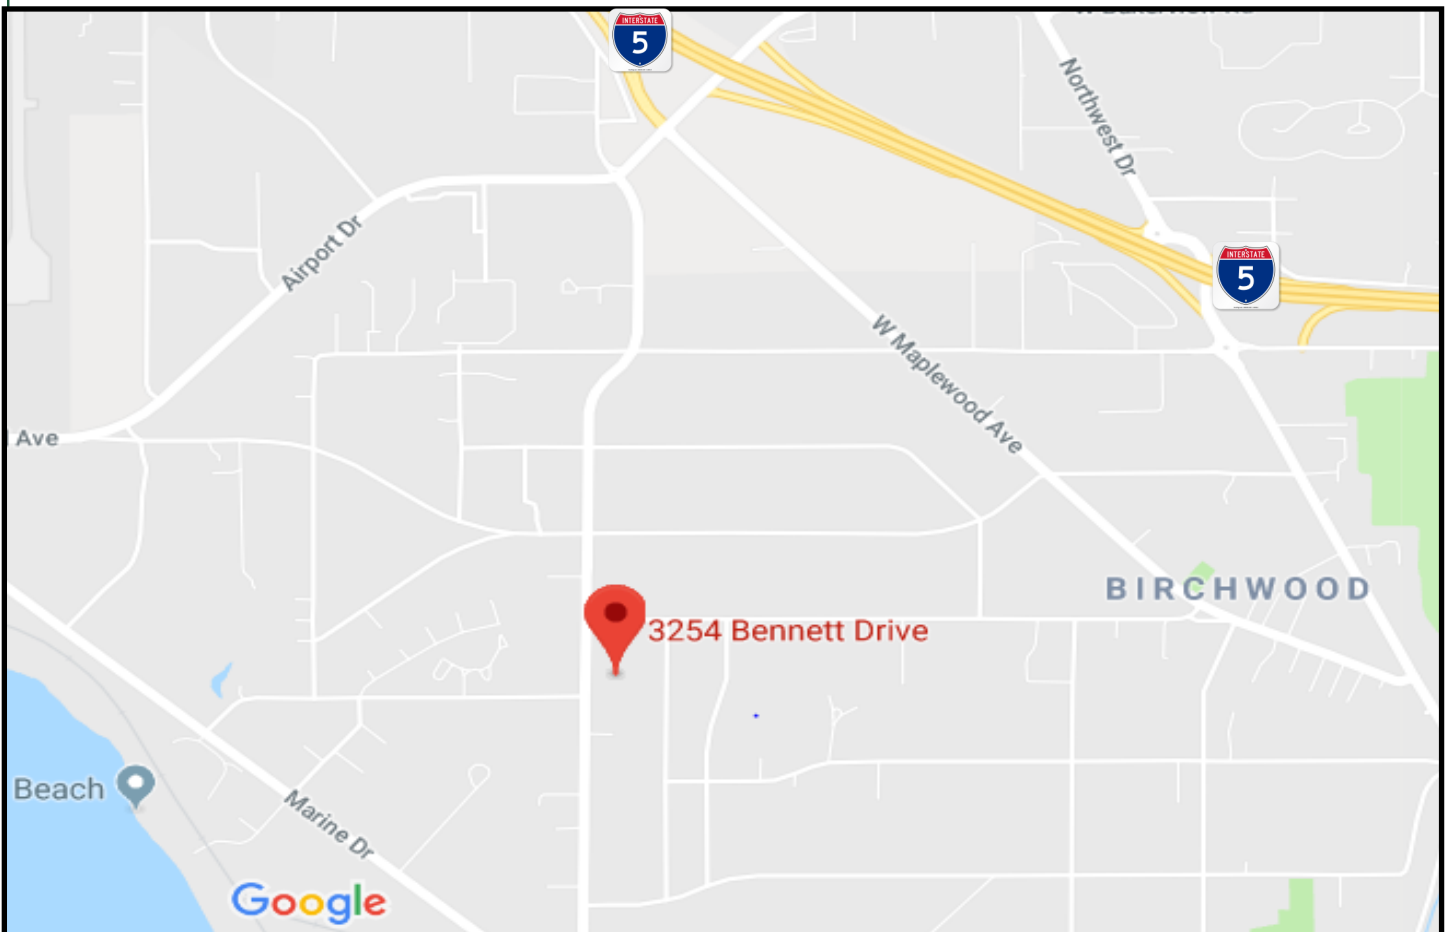 INTERSTATE
5
Northwest Dr
Airport Dr
INTERSTATE
5
W Maplewood Ave
Ave
BIRCHWOOD
3254 Bennett Drive
Beach
Marine Dr
Google